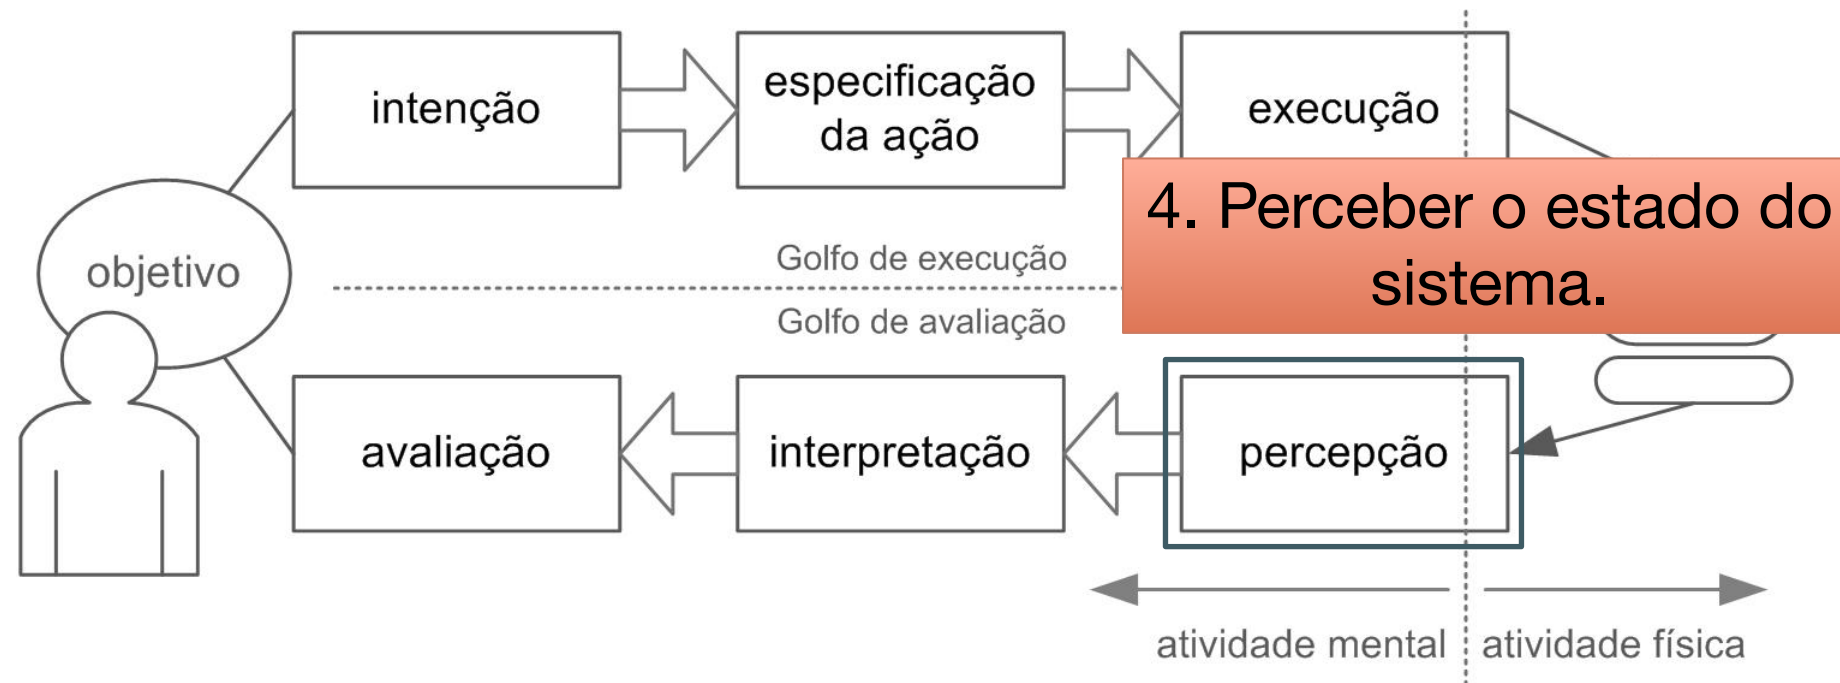 intenção
especificação
da ação
execução
4. Perceber o estado do
sistema.
objetivo
Golfo de execução
Golfo de avaliação
avaliação
interpretação
percepção
atividade mental
atividade física